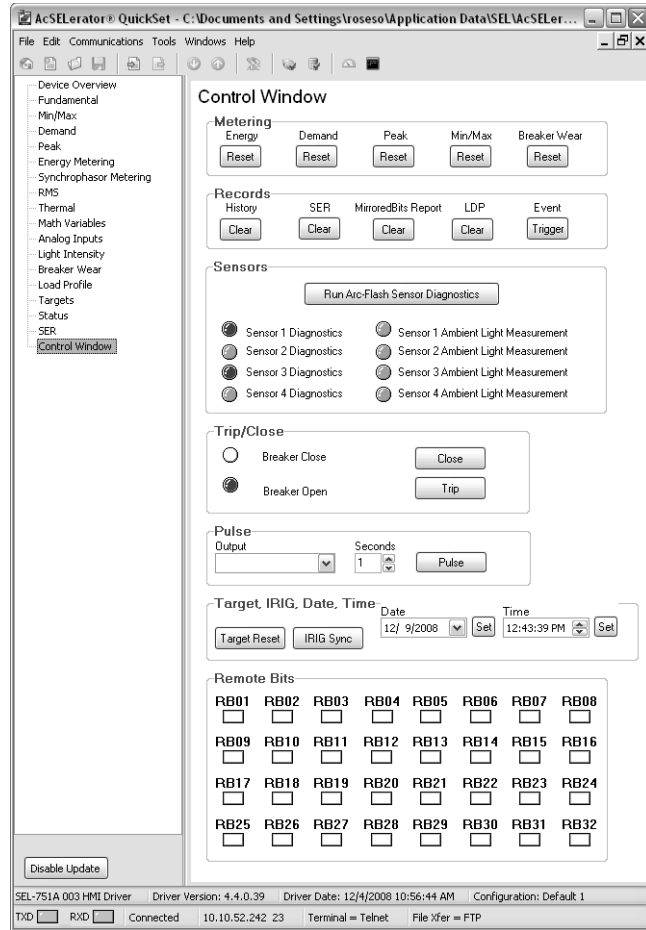 AcSELerator® QuickSet - C:\Documents and Settings\roseso\Application Data\SEL\AcSELer...
File Edit Communications Tools Windows Help
Device Overview
Fundamental
Min/Max
Demand
Peak
Energy Metering
Synchrophasor Metering
RMS
Thermal
Math Variables
Analog Inputs
Light Intensity
Breaker Wear
Load Profile
Targets
Status
SER
Control Window
Disable Update
Control Window
Metering
Energy Demand Peak Min/Max Breaker Wear
Reset Reset Reset Reset Reset
Records
History SER MirroredBits Report LDP Event
Clear Clear Clear Clear Trigger
Sensors
Run Arc-Flash Sensor Diagnostics
Sensor 1 Diagnostics Sensor 1 Ambient Light Measurement
Sensor 2 Diagnostics Sensor 2 Ambient Light Measurement
Sensor 3 Diagnostics Sensor 3 Ambient Light Measurement
Sensor 4 Diagnostics Sensor 4 Ambient Light Measurement
Trip/Close
Breaker Close Close
Breaker Open Trip
Pulse
Output Seconds
1 Pulse
Target, IRIG, Date, Time
Date Time
Target Reset IRIG Sync 12/ 9/2008 Set 12:43:39 PM Set
Remote Bits
RB01 RB02 RB03 RB04 RB05 RB06 RB07 RB08
RB09 RB10 RB11 RB12 RB13 RB14 RB15 RB16
RB17 RB18 RB19 RB20 RB21 RB22 RB23 RB24
RB25 RB26 RB27 RB28 RB29 RB30 RB31 RB32
SEL-751A 003 HMI Driver Driver Version: 4.4.0.39 Driver Date: 12/4/2008 10:56:44 AM Configuration: Default 1
TXD RXD Connected 10.10.52.242 23 Terminal = Telnet File Xfer = FTP